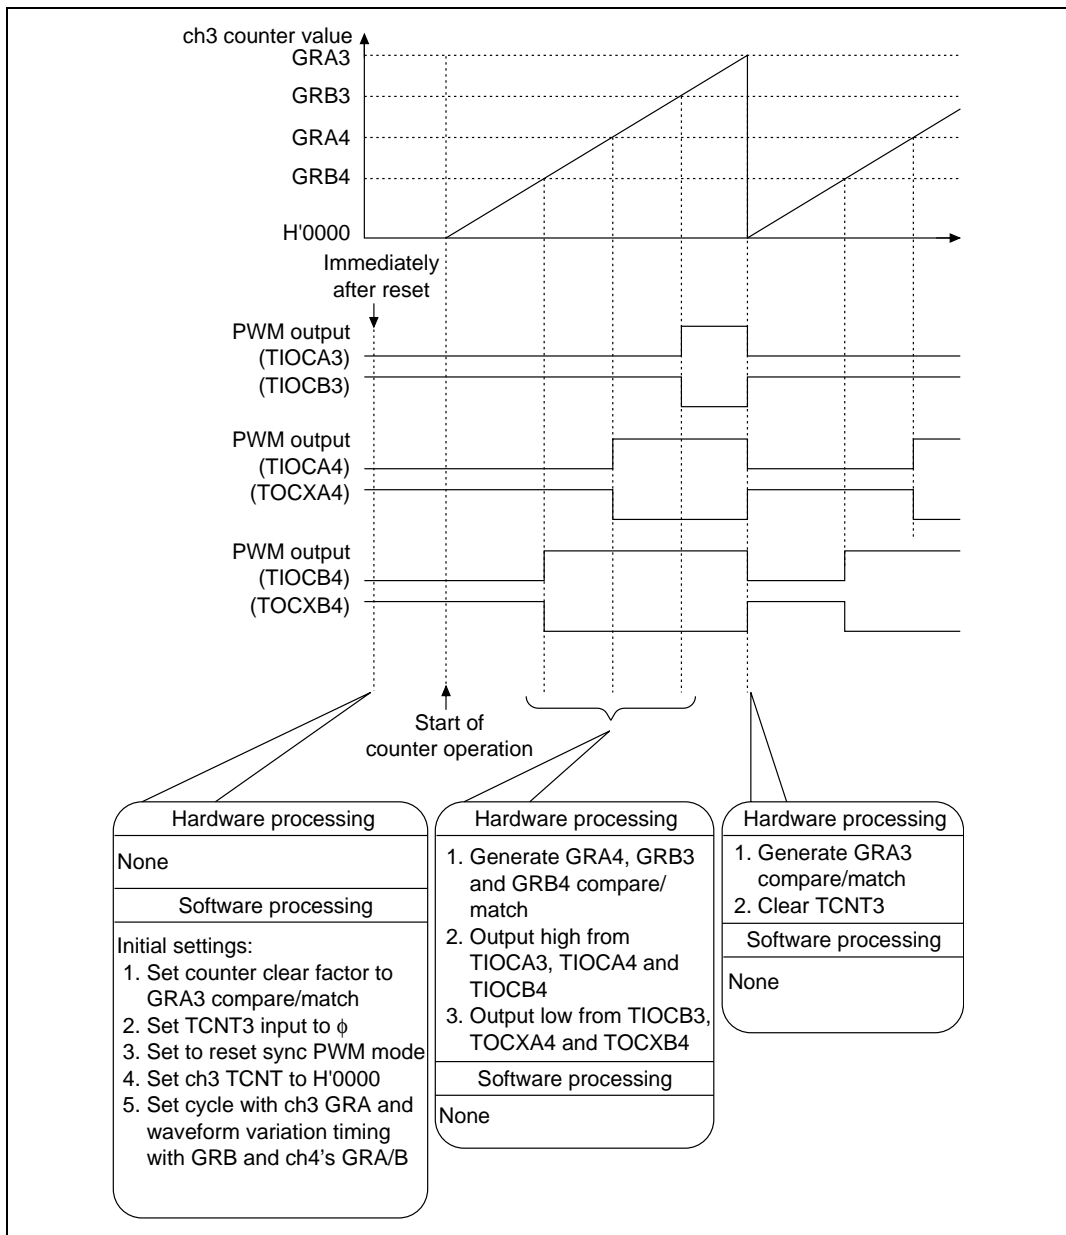 ch3 counter value
GRA3
GRB3
GRA4
GRB4
H'0000
Immediately
after reset
PWM output
(TIOCA3)
(TIOCB3)
PWM output
(TIOCA4)
(TOCXA4)
PWM output
(TIOCB4)
(TOCXB4)
Start of
counter operation
Hardware processing
None
Software processing
Initial settings:
1. Set counter clear factor to
GRA3 compare/match
2. Set TCNT3 input to ϕ
3. Set to reset sync PWM mode
4. Set ch3 TCNT to H'0000
5. Set cycle with ch3 GRA and
waveform variation timing
with GRB and ch4's GRA/B
Hardware processing
1. Generate GRA4, GRB3
and GRB4 compare/
match
2. Output high from
TIOCA3, TIOCA4 and
TIOCB4
3. Output low from TIOCB3,
TOCXA4 and TOCXB4
Software processing
None
Hardware processing
1. Generate GRA3
compare/match
2. Clear TCNT3
Software processing
None